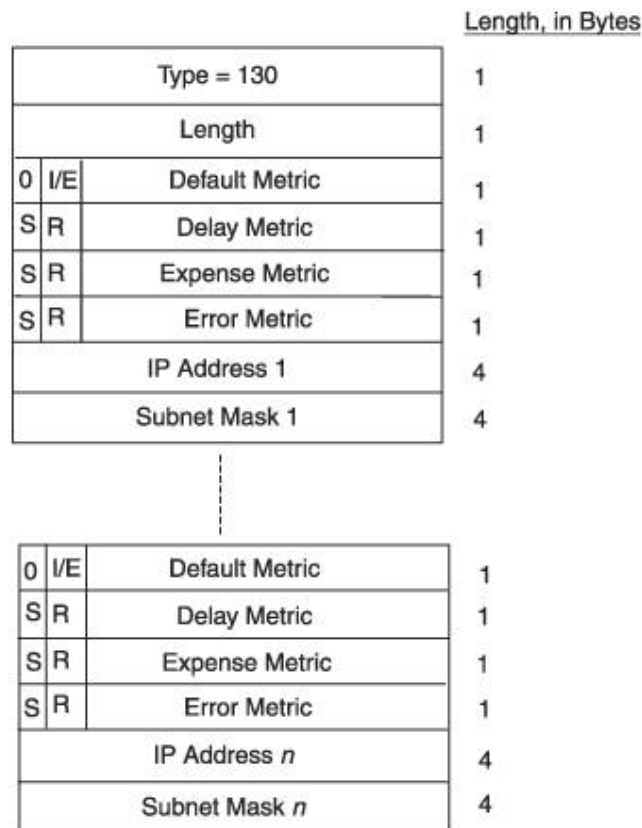 Length, in Bytes
Type = 130 1
Length 1
0 I/E Default Metric 1
S R Delay Metric 1
S R Expense Metric 1
S R Error Metric 1
IP Address 1 4
Subnet Mask 1 4
0 I/E Default Metric 1
S R Delay Metric 1
S R Expense Metric 1
S R Error Metric 1
IP Address n 4
Subnet Mask n 4